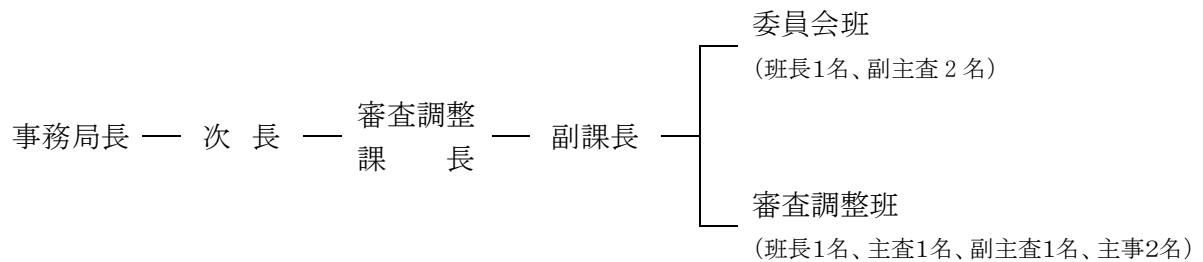 委員会班
（班長1名、副主査２名）
事務局長 ― 次 長 ― 審査調整課 長 ― 副課長
審査調整班
（班長1名、主査1名、副主査1名、主事2名）